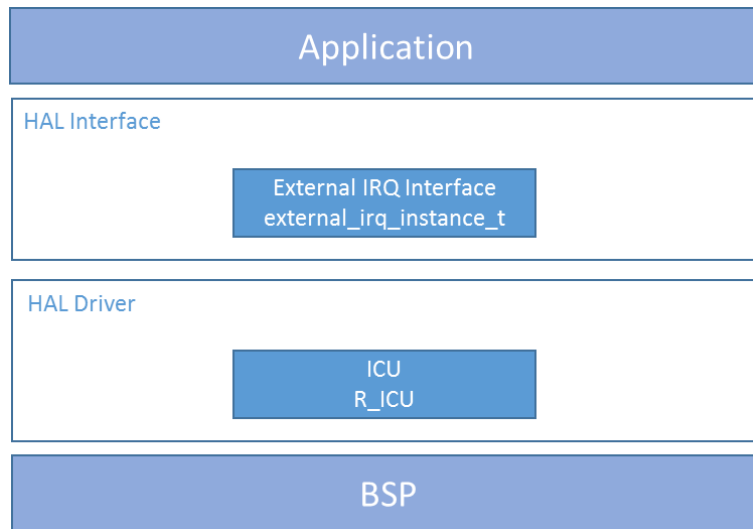 Application
HAL Interface
External IRQ Interface
external_irq_instance_t
HAL Driver
ICU
R_ICU
BSP